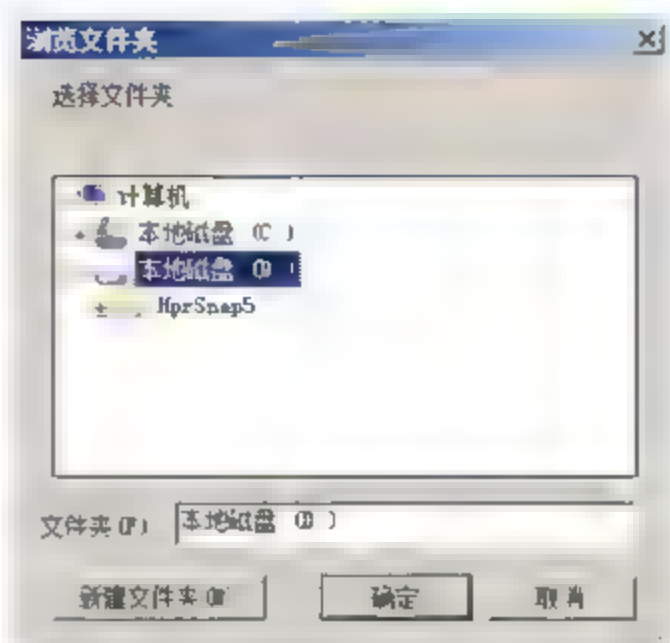 浏览文件夹
选择文件夹
计算机
本地磁盘 (C:)
本地磁盘 (D:)
HprSnap5
文件夹(F)
本地磁盘 (D:)
新建文件夹(N)
确定
取消